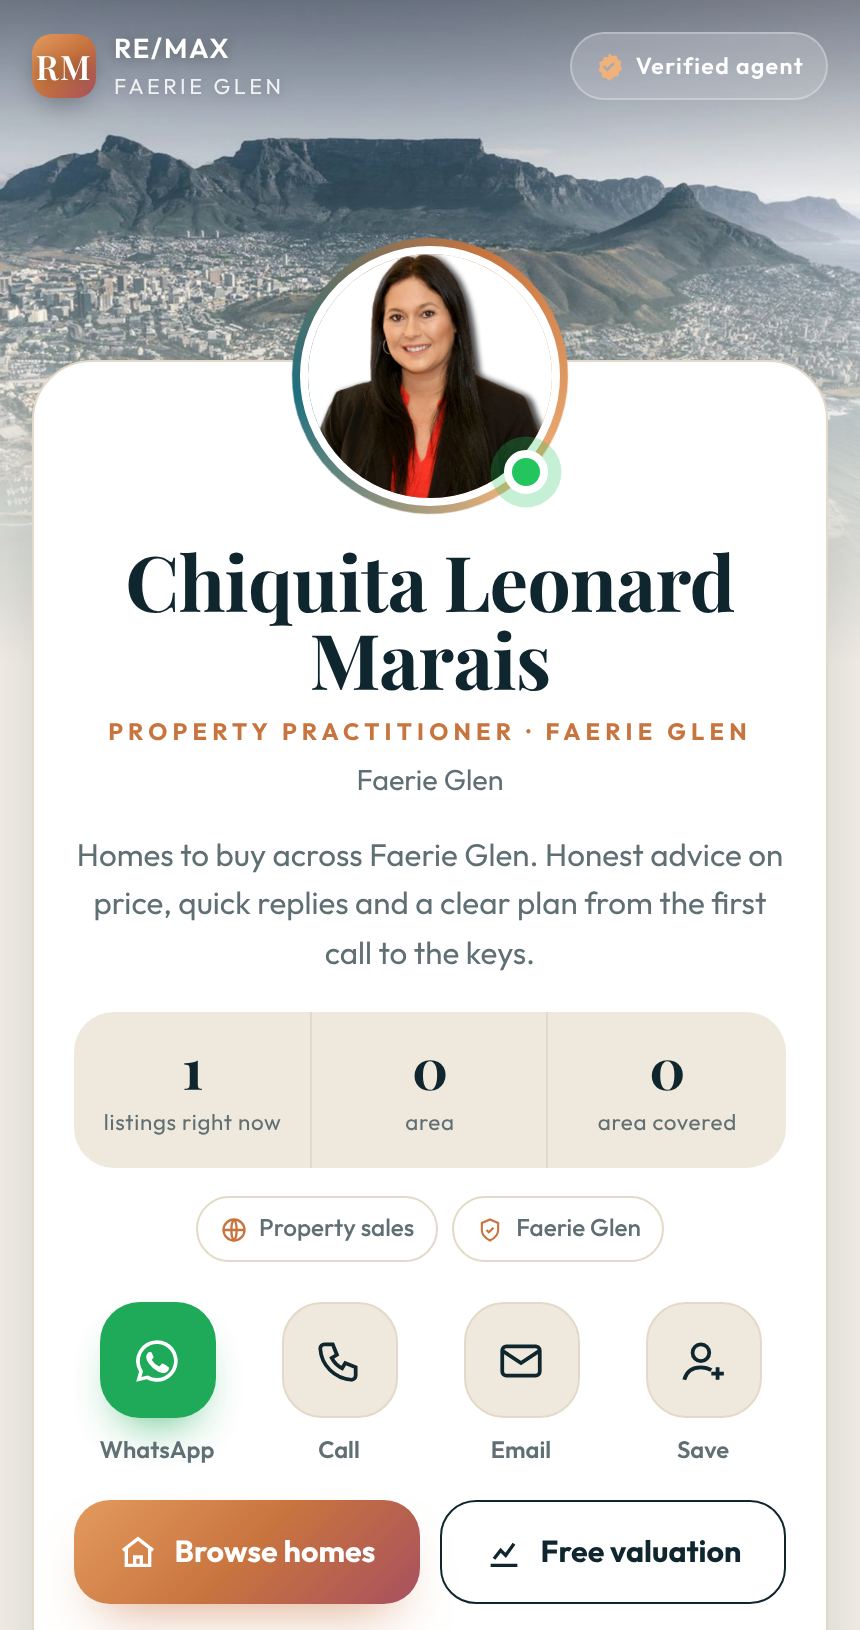 RM
RE/MAX
FAERIE GLEN
Verified agent
Chiquita Leonard
Marais
PROPERTY PRACTITIONER · FAERIE GLEN
Faerie Glen
Homes to buy across Faerie Glen. Honest advice on
price, quick replies and a clear plan from the first
call to the keys.
1
listings right now
0
area
0
area covered
Property sales
Faerie Glen
WhatsApp
Call
Email
Save
Browse homes
Free valuation